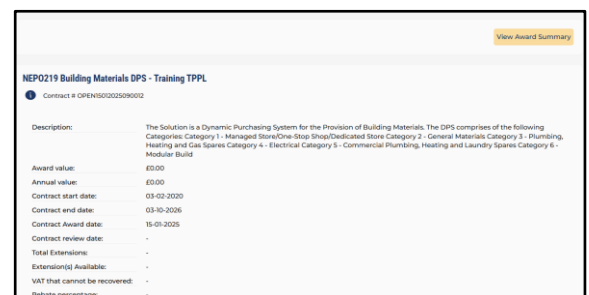 View Award Summary
NEPO219 Building Materials DPS - Training TPPL
i Contract # OPEN15012025090012
Description: The Solution is a Dynamic Purchasing System for the Provision of Building Materials. The DPS comprises of the following
Categories: Category 1 - Managed Store/One-Stop Shop/Dedicated Store Category 2 - General Materials Category 3 - Plumbing,
Heating and Gas Spares Category 4 - Electrical Category 5 - Commercial Plumbing, Heating and Laundry Spares Category 6 -
Modular Build
Award value: £0.00
Annual value: £0.00
Contract start date: 03-02-2020
Contract end date: 03-10-2026
Contract Award date: 15-01-2025
Contract review date: -
Total Extensions: -
Extension(s) Available: -
VAT that cannot be recovered: -
Rebate percentage: -